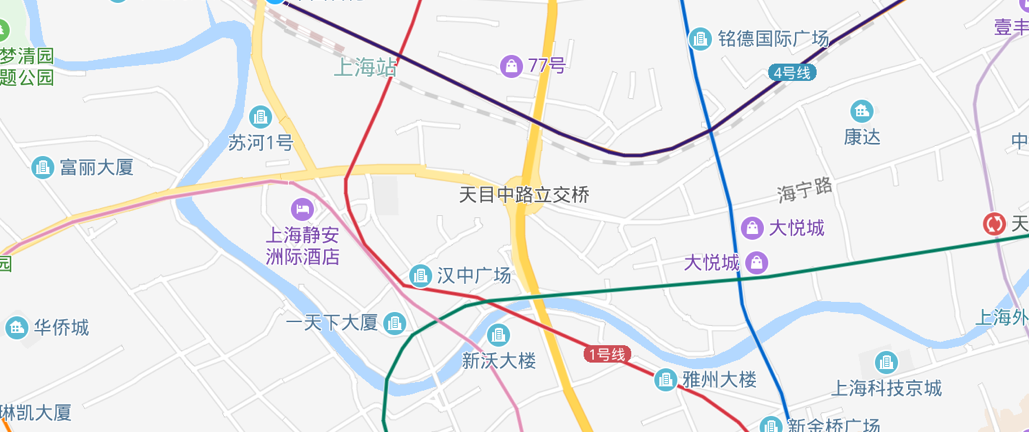 铭德国际广场
壹丰
梦清园
题公园
上海站
77号
4号线
苏河1号
康达
中
富丽大厦
海宁路
天目中路立交桥
上海静安
洲际酒店
大悦城
天
大悦城
园
汉中广场
华侨城
一天下大厦
上海外
新沃大楼
1号线
雅州大楼
上海科技京城
琳凯大厦
新金桥广场